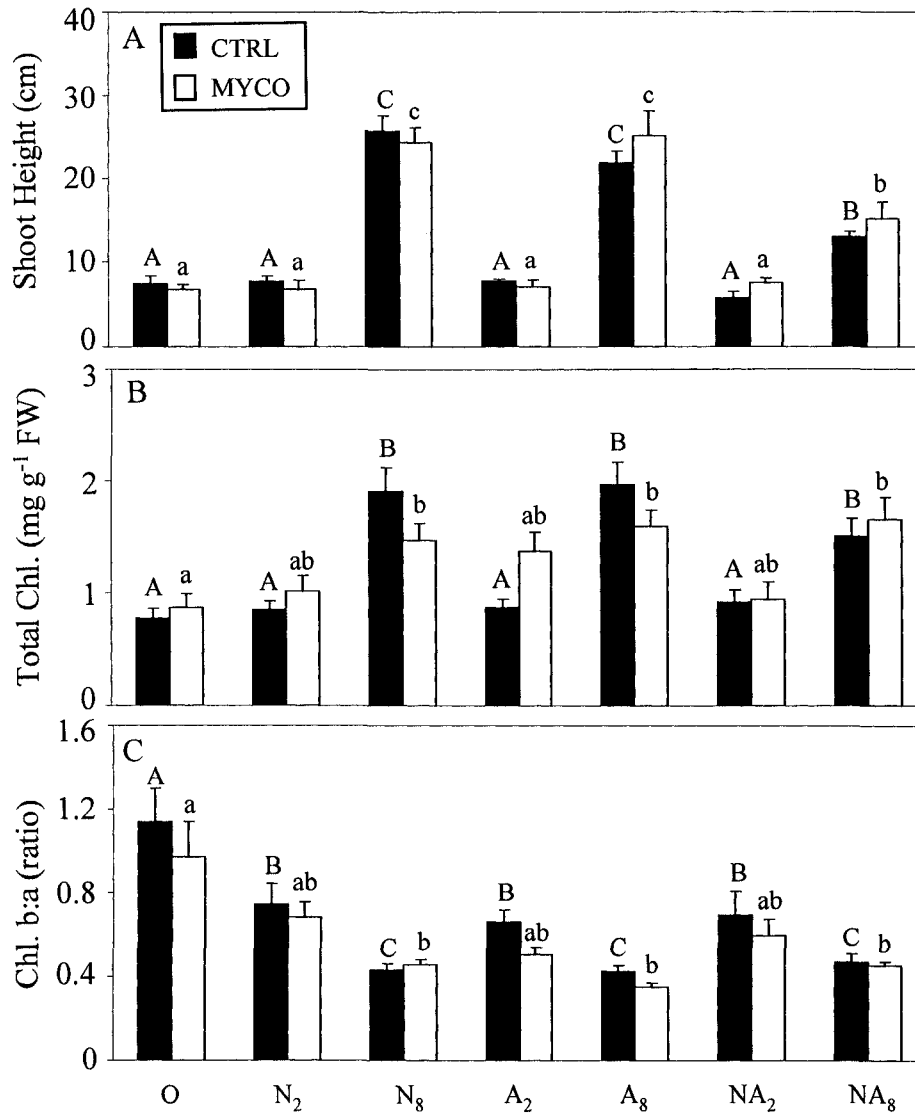 40
A
CTRL
MYCO
30
20
10
0
Shoot Height (cm)
A a A a C c A a C c A a B b
3
B
2
1
0
Total Chl. (mg g⁻¹ FW)
A a A ab B b A ab B b A ab B b
1.6
C
1.2
0.8
0.4
0
Chl. b:a (ratio)
A a B ab C b B ab C b B ab C b
O N₂ N₈ A₂ A₈ NA₂ NA₈